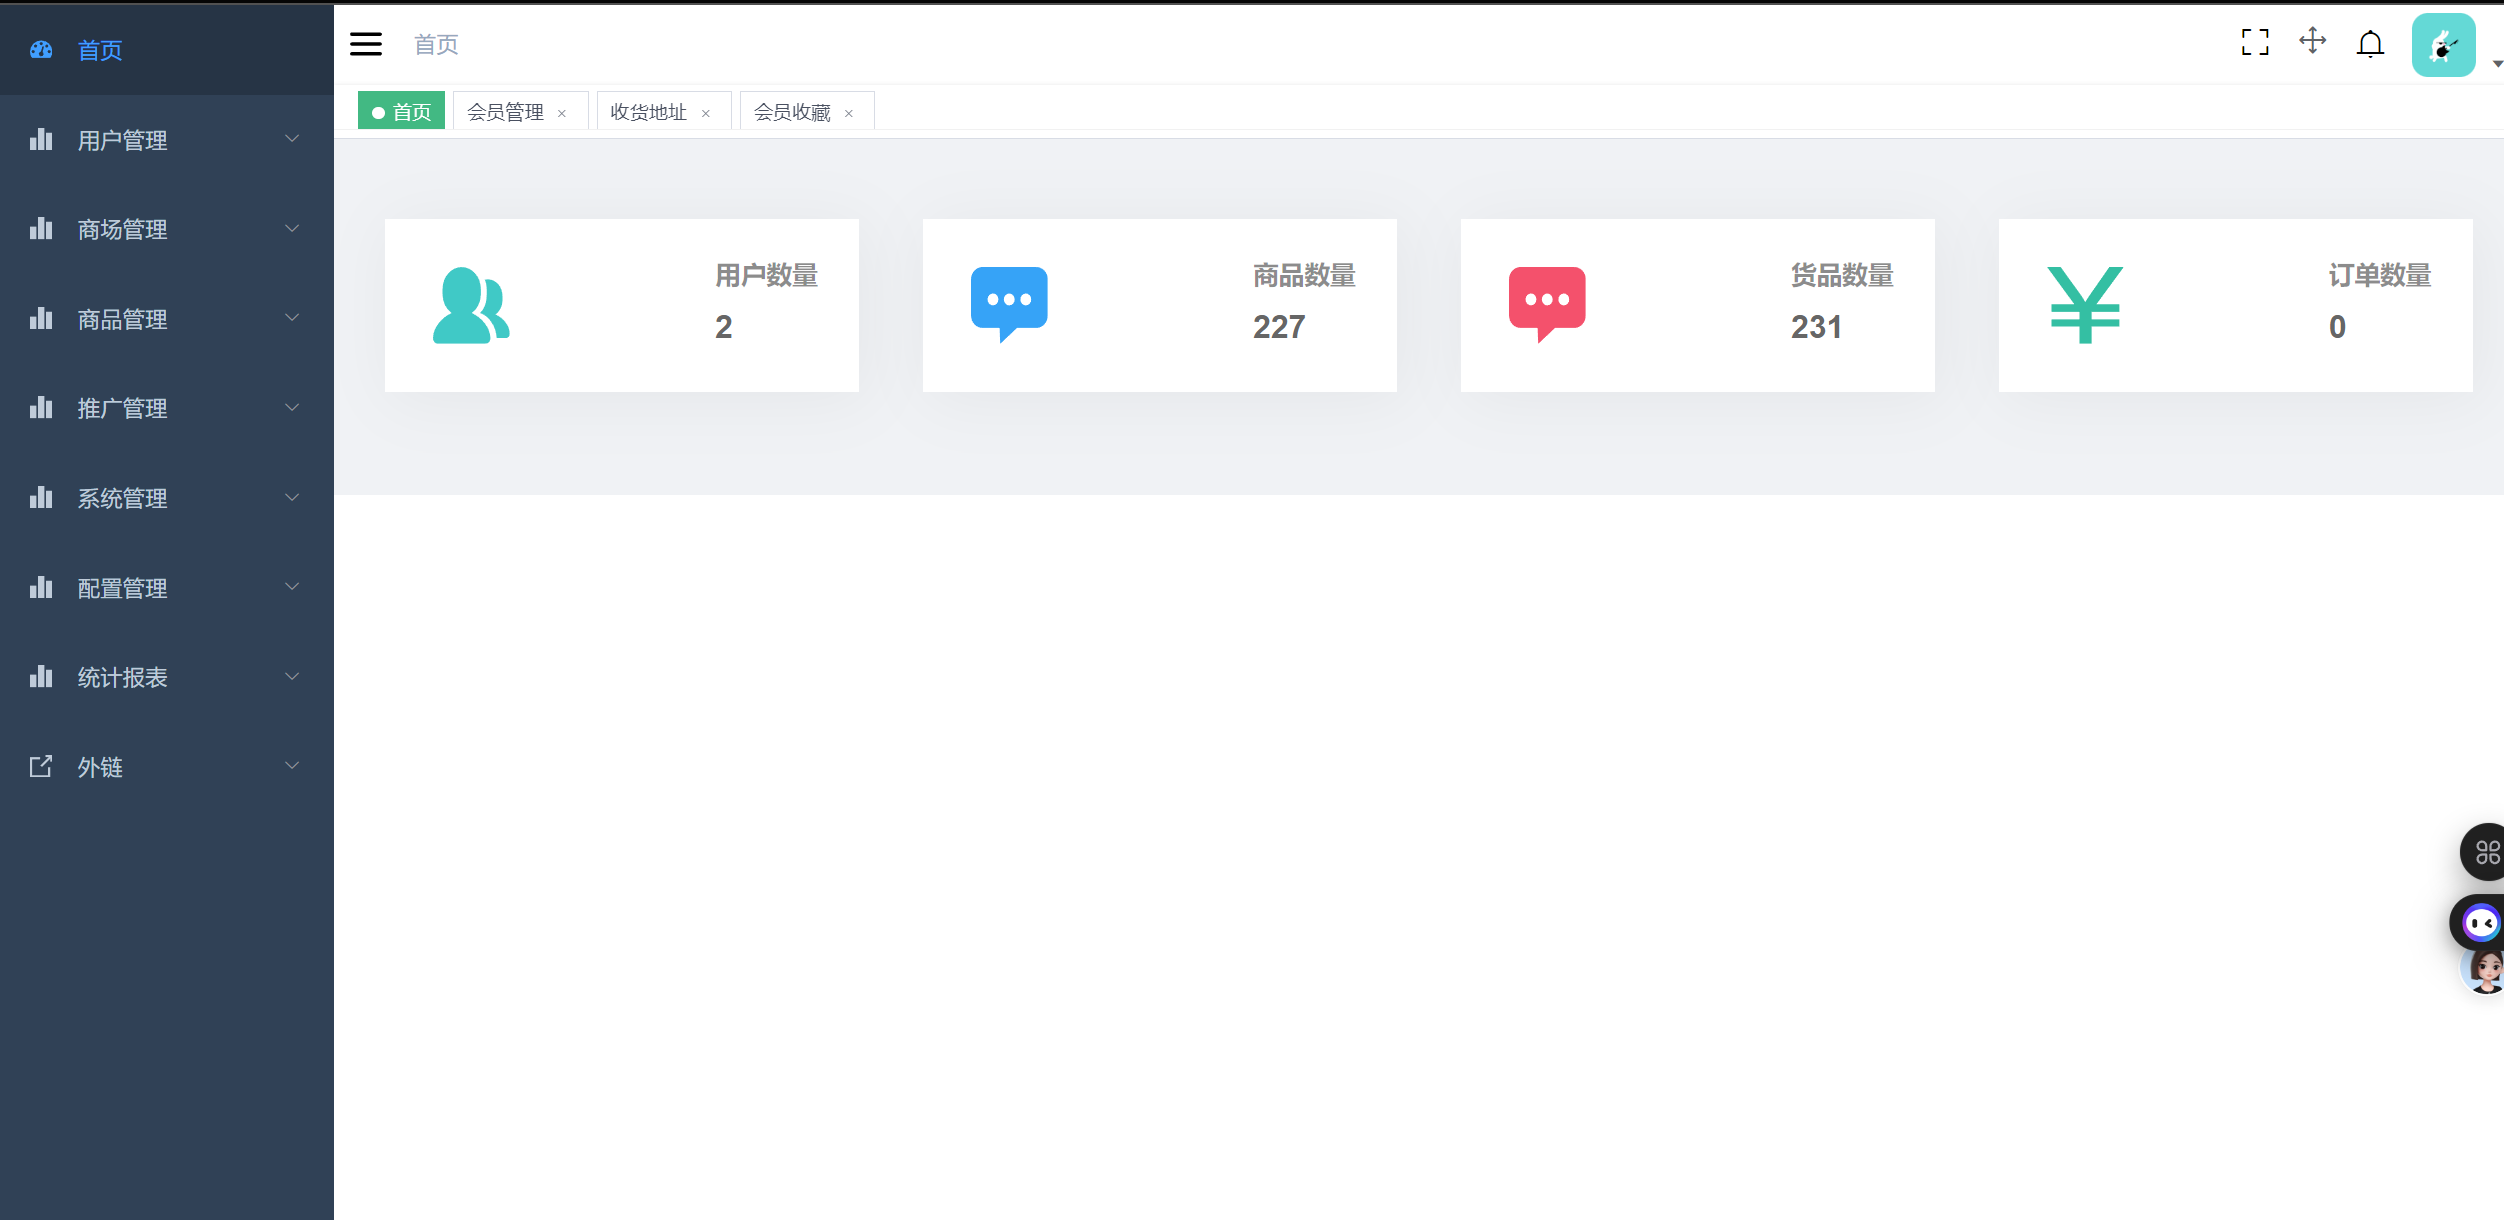 首页
用户管理
商场管理
商品管理
推广管理
系统管理
配置管理
统计报表
外链
首页
首页 会员管理 × 收货地址 × 会员收藏 ×
用户数量
2
商品数量
227
货品数量
231
订单数量
0